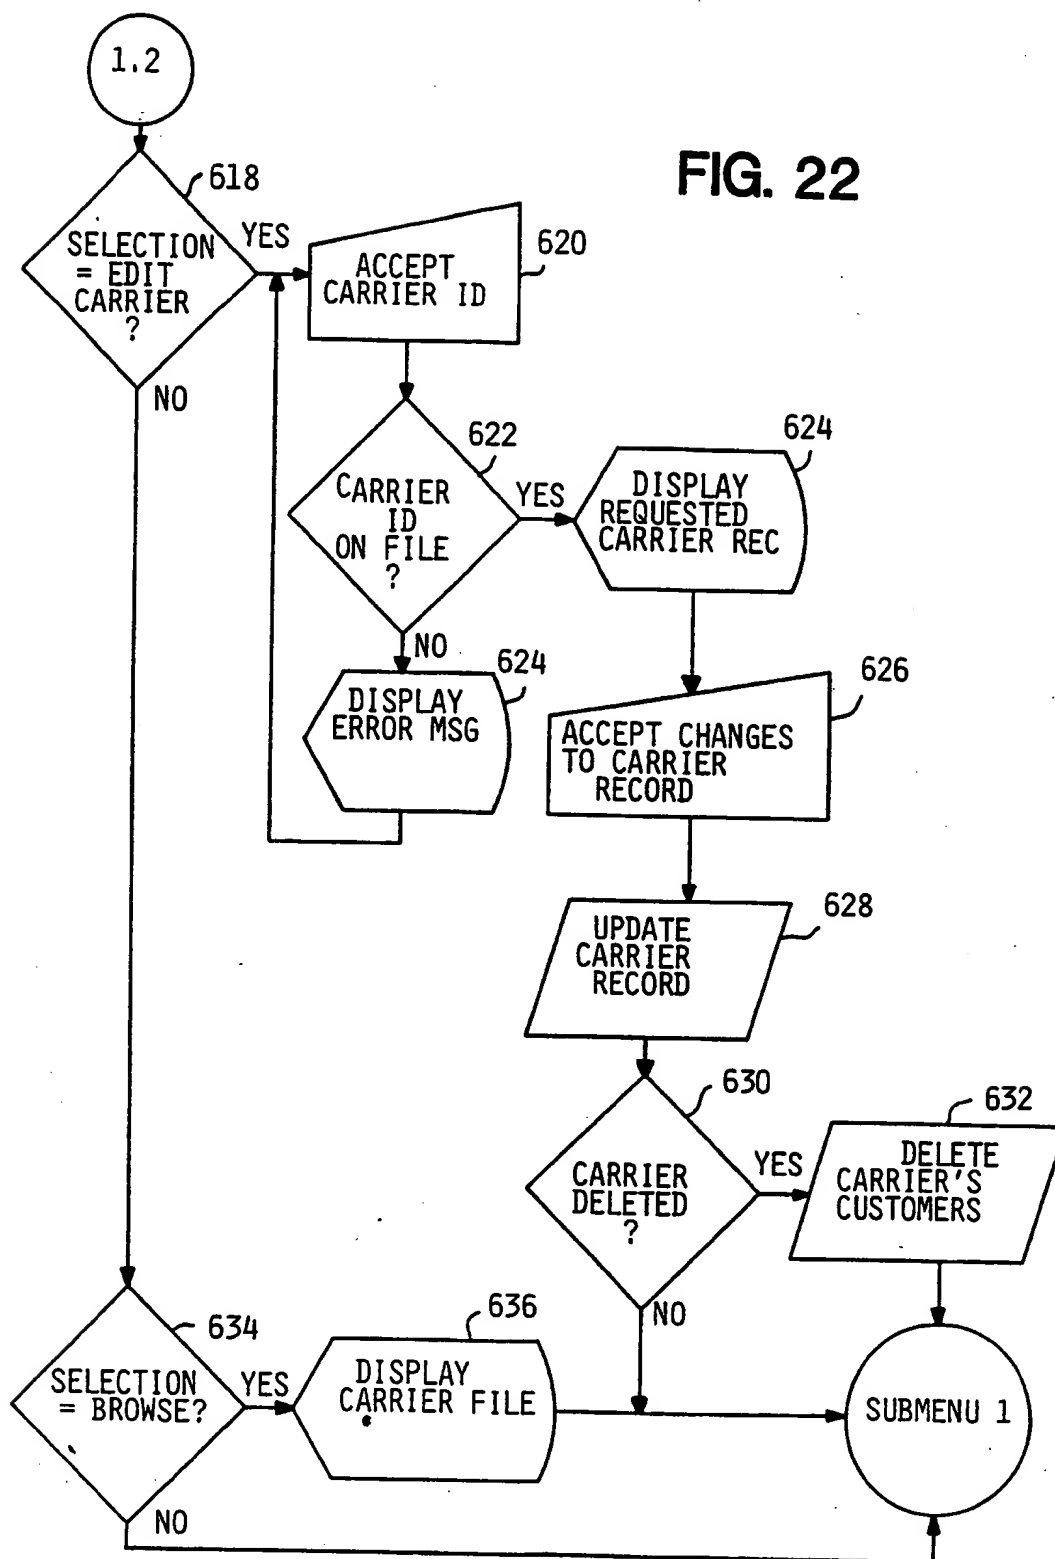 1.2
FIG. 22
618
SELECTION
= EDIT
CARRIER
?
YES
NO
620
ACCEPT
CARRIER ID
622
CARRIER
ID
ON FILE
?
YES
NO
624
DISPLAY
REQUESTED
CARRIER REC
624
DISPLAY
ERROR MSG
626
ACCEPT CHANGES
TO CARRIER
RECORD
628
UPDATE
CARRIER
RECORD
630
CARRIER
DELETED
?
YES
NO
632
DELETE
CARRIER'S
CUSTOMERS
634
SELECTION
= BROWSE?
YES
NO
636
DISPLAY
CARRIER FILE
SUBMENU 1